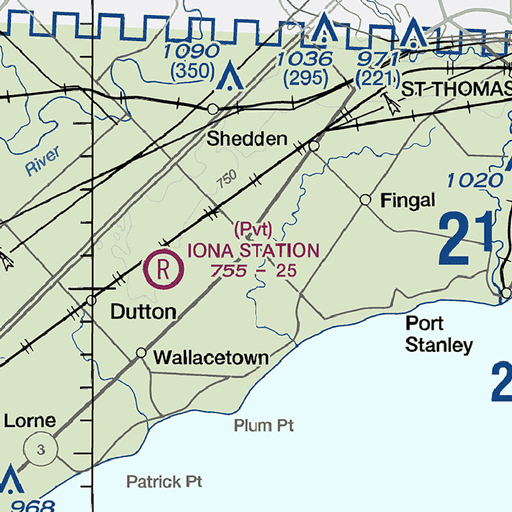 1090
(350)
1036
(295)
971
(221)
ST THOMAS
Shedden
River
750
1020
Fingal
21
(Pvt)
IONA STATION
755 – 25
R
Dutton
Port
Stanley
Wallacetown
2
Lorne
Plum Pt
3
Patrick Pt
968